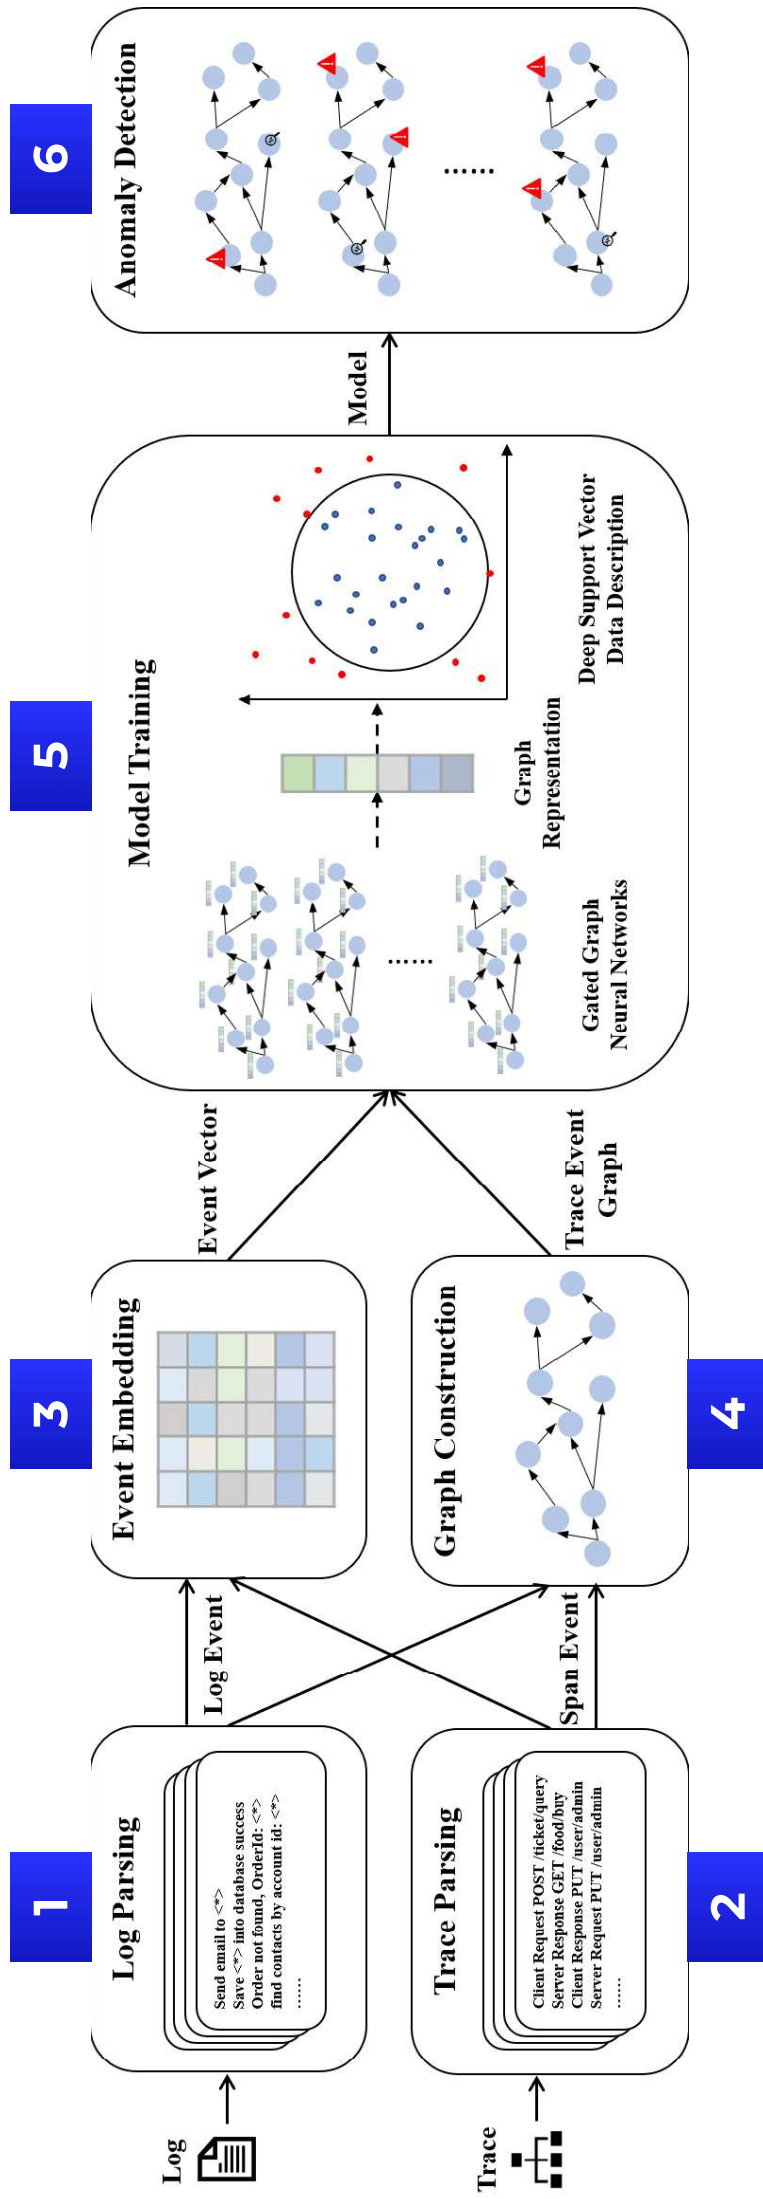 Log
Trace
1
Log Parsing
Send email to <*>
Save <*> into database success
Order not found, OrderId: <*>
find contacts by account id: <*>
......
2
Trace Parsing
Client Request POST /ticket/query
Server Response GET /food/buy
Client Response PUT /user/admin
Server Request PUT /user/admin
......
Log Event
Span Event
3
Event Embedding
4
Graph Construction
Event Vector
Trace Event
Graph
5
Model Training
......
Gated Graph
Neural Networks
Graph
Representation
Deep Support Vector
Data Description
Model
6
Anomaly Detection
......